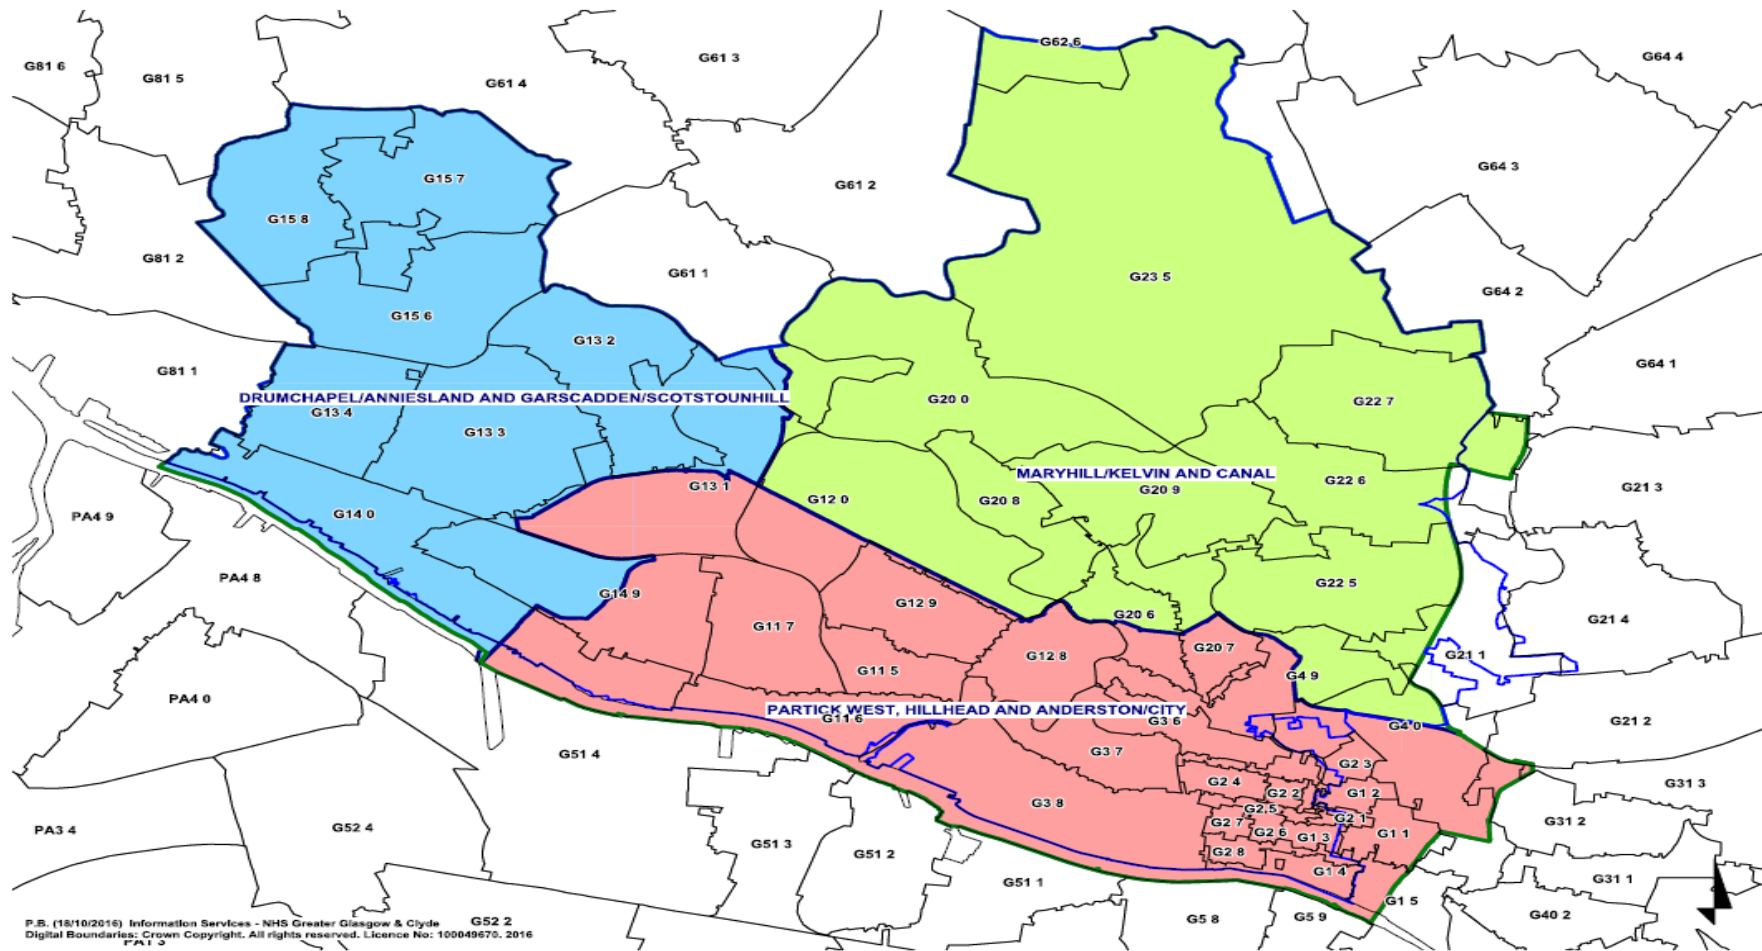 G62 6
G64 4
G61 3
G81 6
G81 5
G61 4
G64 3
G15 7
G61 2
G15 8
G81 2
G61 1
G23 5
G64 2
G15 6
G13 2
G64 1
G81 1
DRUMCHAPEL/ANNIESLAND AND GARSCADDEN/SCOTSTOUNHILL
G20 0
G22 7
G13 4
G13 3
MARYHILL/KELVIN AND CANAL
G22 6
G13 1
G21 3
G20 9
G12 0
G20 8
G14 0
PA4 9
PA4 8
G22 5
G14 9
G12 9
G20 6
G21 4
G11 7
G20 7
G12 8
G21 1
G11 5
G4 9
PA4 0
PARTICK WEST, HILLHEAD AND ANDERSTON/CITY
G11 6
G3 6
G4 0
G21 2
G51 4
G3 7
G2 3
G2 4
G31 3
G2 2
G1 2
G3 8
G2 5
G2 1
G31 2
G2 7
G52 4
PA3 4
G2 6
G1 3
G1 1
G51 3
G51 2
G2 8
G1 4
G31 1
G51 1
G1 5
G40 2
G5 8
G5 9
G52 2
P.B. (18/10/2016) Information Services - NHS Greater Glasgow & Clyde
Digital Boundaries: Crown Copyright. All rights reserved. Licence No: 100049670. 2016
PA1 3